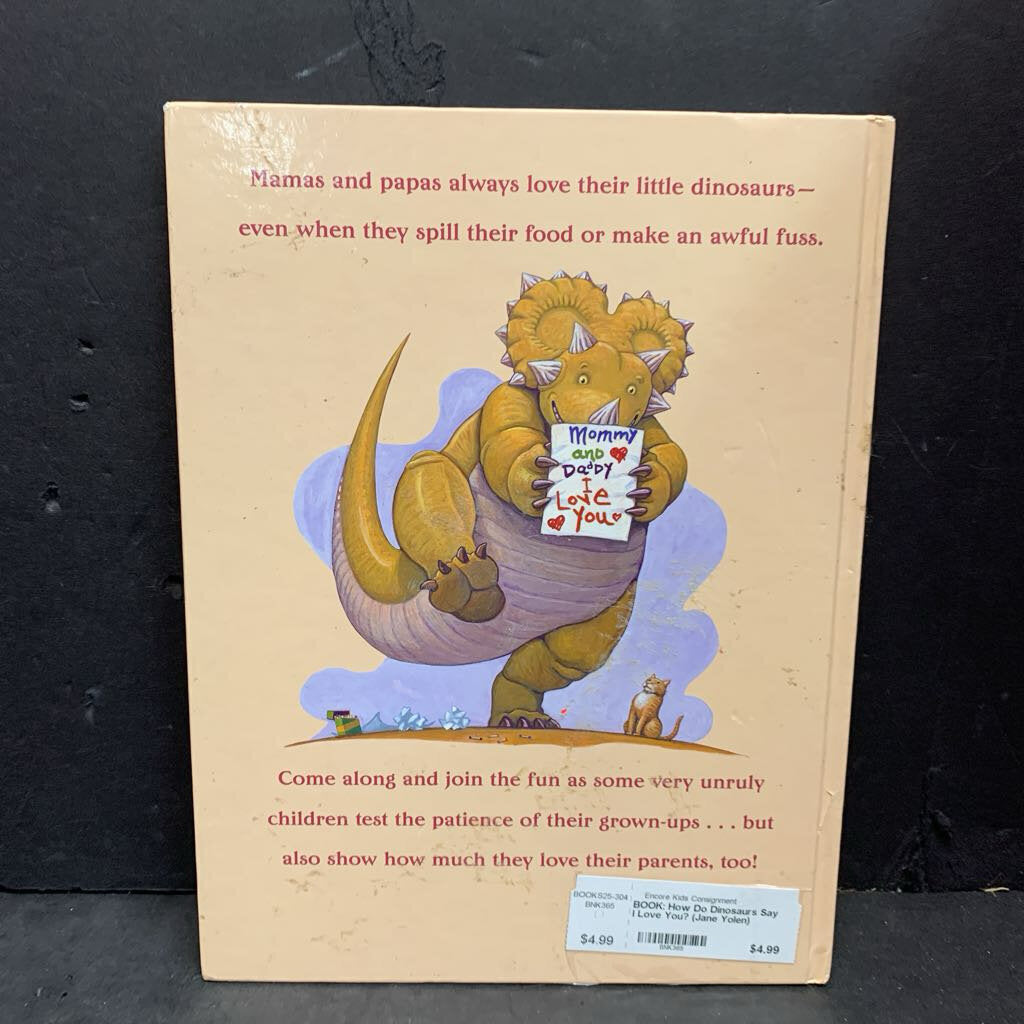 Mamas and papas always love their little dinosaurs—
even when they spill their food or make an awful fuss.
Mommy
and
Daddy
I
Love
You
Come along and join the fun as some very unruly
children test the patience of their grown-ups . . . but
also show how much they love their parents, too!
BOOKS25-304
BNK365
( )
$4.99
Encore Kids Consignment
BOOK: How Do Dinosaurs Say
I Love You? (Jane Yolen)
BNK365
$4.99